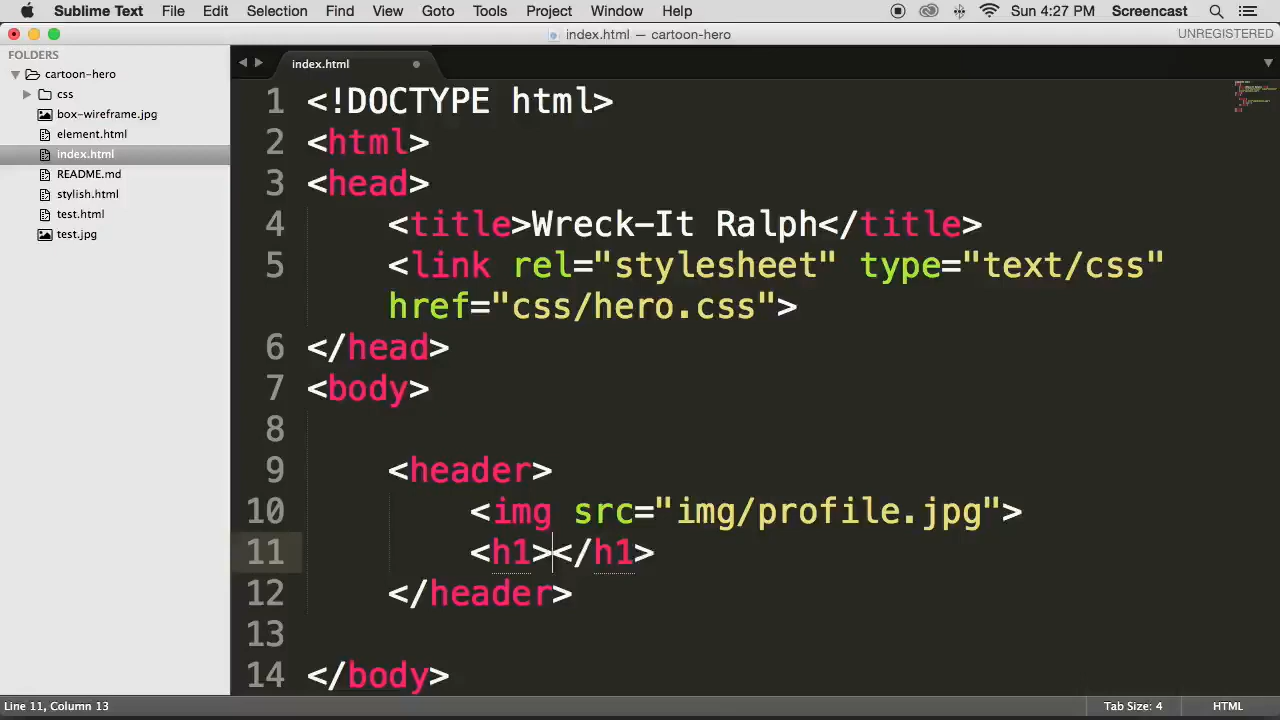 Sublime Text File Edit Selection Find View Goto Tools Project Window Help Sun 4:27 PM Screencast
index.html — cartoon-hero UNREGISTERED
FOLDERS
cartoon-hero
css
box-wireframe.jpg
element.html
index.html
README.md
stylish.html
test.html
test.jpg
index.html
1 <!DOCTYPE html>
2 <html>
3 <head>
4 <title>Wreck-It Ralph</title>
5 <link rel="stylesheet" type="text/css"
href="css/hero.css">
6 </head>
7 <body>
8
9 <header>
10 <img src="img/profile.jpg">
11 <h1></h1>
12 </header>
13
14 </body>
Line 11, Column 13 Tab Size: 4 HTML